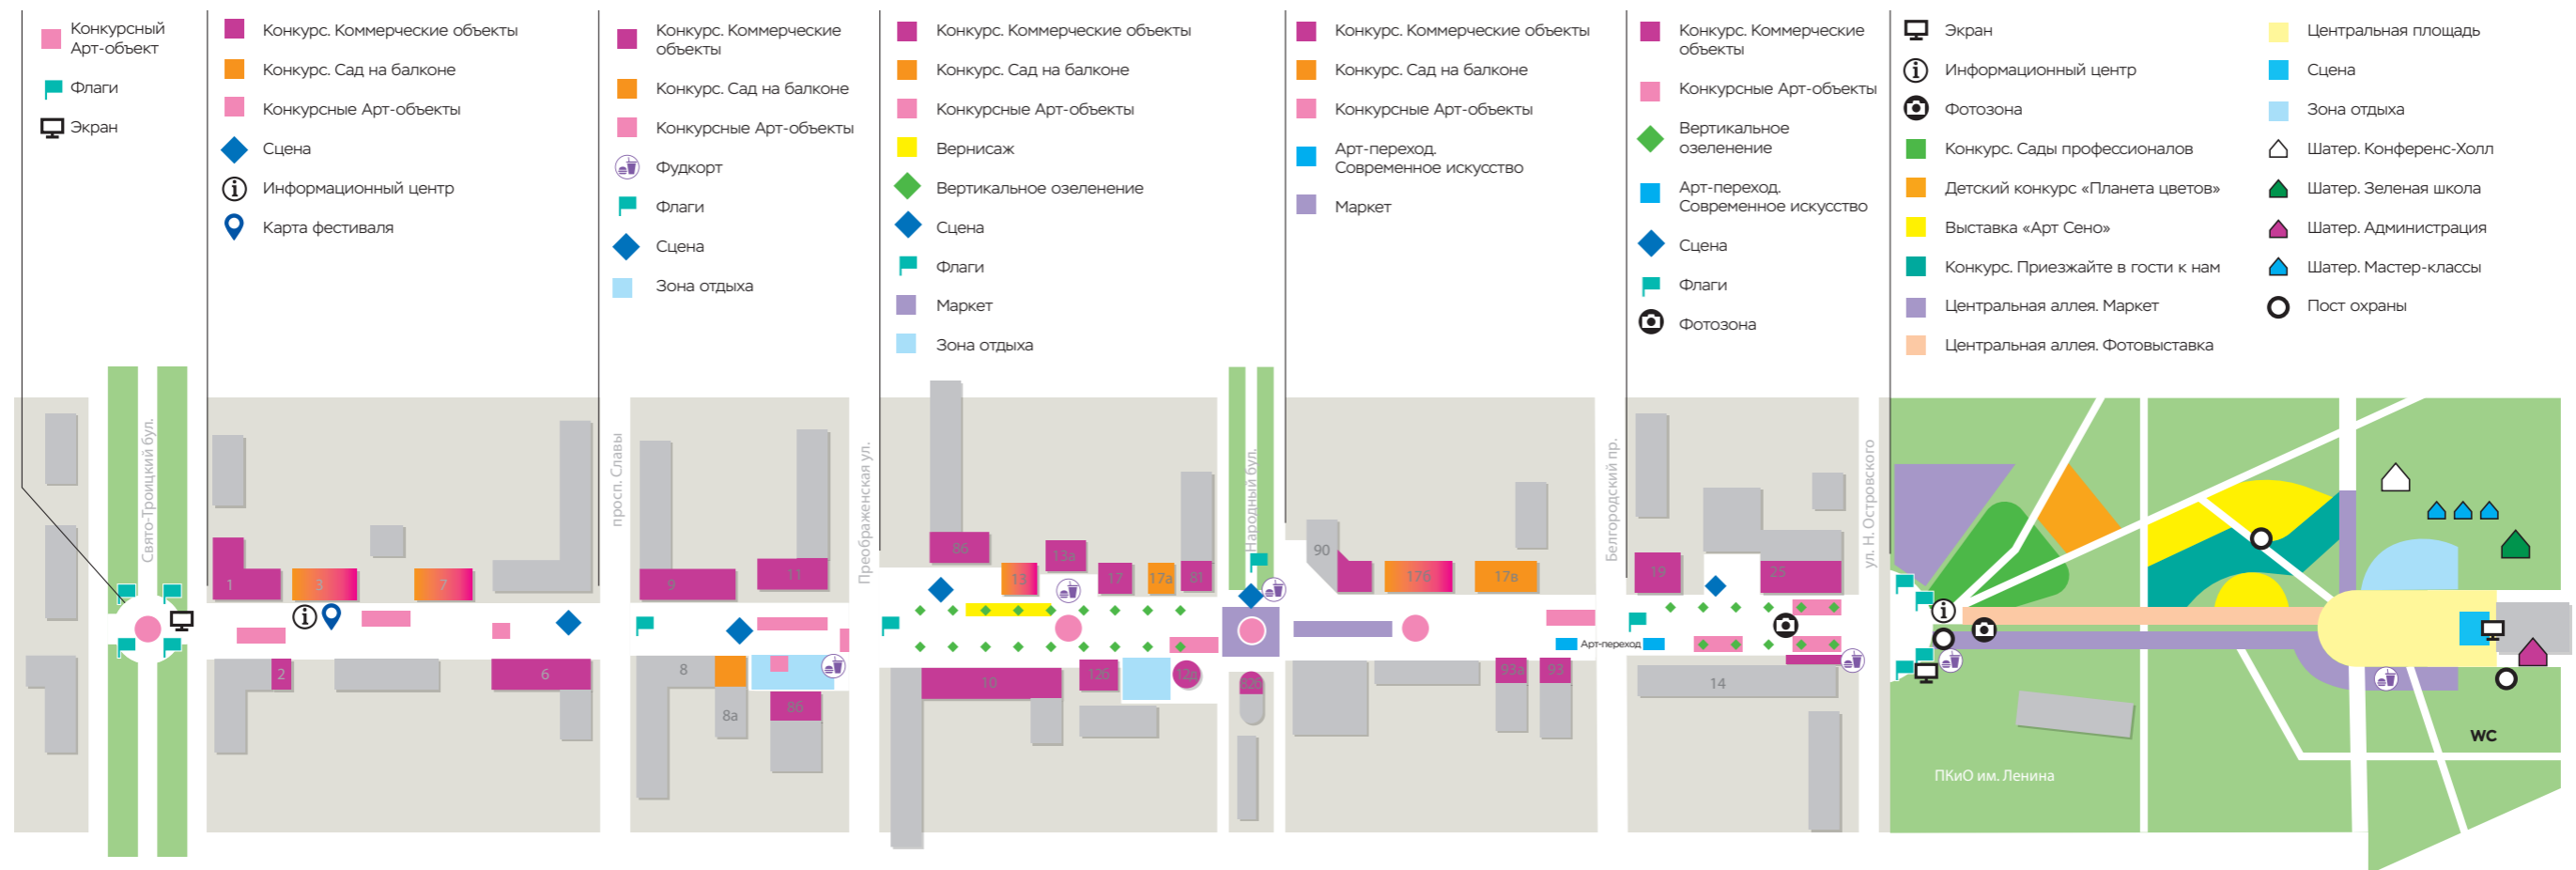 Конкурсный
Арт-объект
Флаги
Экран
Конкурс. Коммерческие объекты
Конкурс. Сад на балконе
Конкурсные Арт-объекты
Сцена
Информационный центр
Карта фестиваля
Конкурс. Коммерческие
объекты
Конкурс. Сад на балконе
Конкурсные Арт-объекты
Фудкорт
Флаги
Сцена
Зона отдыха
Конкурс. Коммерческие объекты
Конкурс. Сад на балконе
Конкурсные Арт-объекты
Вернисаж
Вертикальное озеленение
Сцена
Флаги
Маркет
Зона отдыха
Конкурс. Коммерческие объекты
Конкурс. Сад на балконе
Конкурсные Арт-объекты
Арт-переход.
Современное искусство
Маркет
Конкурс. Коммерческие
объекты
Конкурсные Арт-объекты
Вертикальное
озеленение
Арт-переход.
Современное искусство
Сцена
Флаги
Фотозона
Экран
Информационный центр
Фотозона
Конкурс. Сады профессионалов
Детский конкурс «Планета цветов»
Выставка «Арт Сено»
Конкурс. Приезжайте в гости к нам
Центральная аллея. Маркет
Центральная аллея. Фотовыставка
Центральная площадь
Сцена
Зона отдыха
Шатер. Конференс-Холл
Шатер. Зеленая школа
Шатер. Администрация
Шатер. Мастер-классы
Пост охраны
Свято-Троицкий бул.
1
3
7
2
6
просп. Славы
9
11
8
8а
86
Преображенская ул.
86
13
13а
17
17а
81
10
126
12д
Народный бул.
90
176
17в
93а
93
Арт-переход
Белгородский пр.
19
25
14
ул. Н. Островского
ПКиО им. Ленина
WC